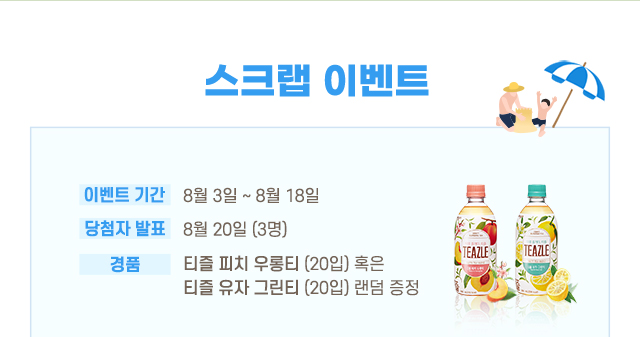 스크랩 이벤트
이벤트 기간 8월 3일 ~ 8월 18일
당첨자 발표 8월 20일 (3명)
경품 티즐 피치 우롱티 (20입) 혹은
티즐 유자 그린티 (20입) 랜덤 증정
TEAZLE
TEAZLE